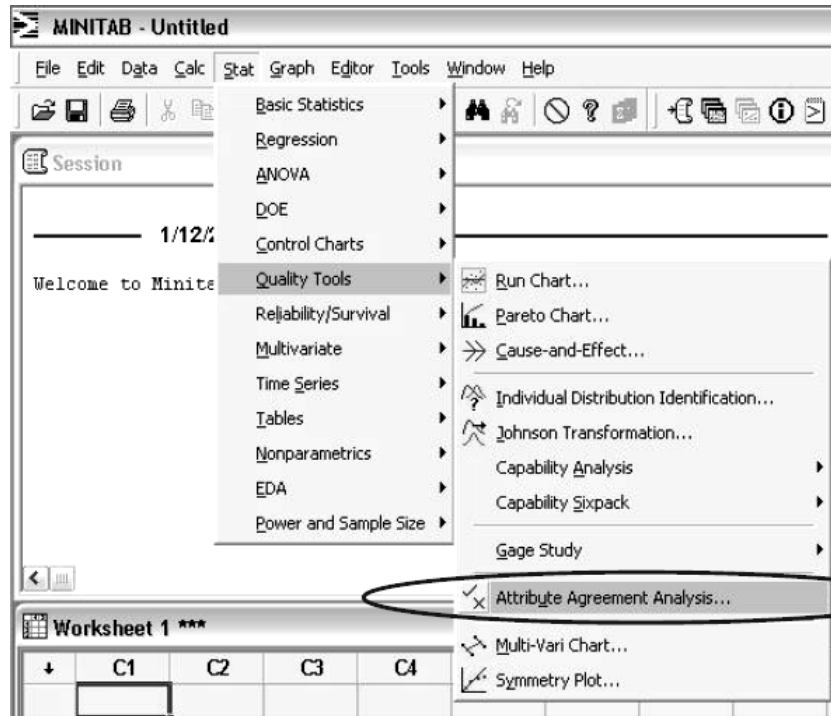 MINITAB - Untitled
File Edit Data Calc Stat Graph Editor Tools Window Help
Session
1/12/2
Welcome to Minita
Basic Statistics
Regression
ANOVA
DOE
Control Charts
Quality Tools
Reliability/Survival
Multivariate
Time Series
Tables
Nonparametrics
EDA
Power and Sample Size
Run Chart...
Pareto Chart...
Cause-and-Effect...
Individual Distribution Identification...
Johnson Transformation...
Capability Analysis
Capability Sixpack
Gage Study
Attribute Agreement Analysis...
Multi-Vari Chart...
Symmetry Plot...
Worksheet 1 ***
C1 C2 C3 C4